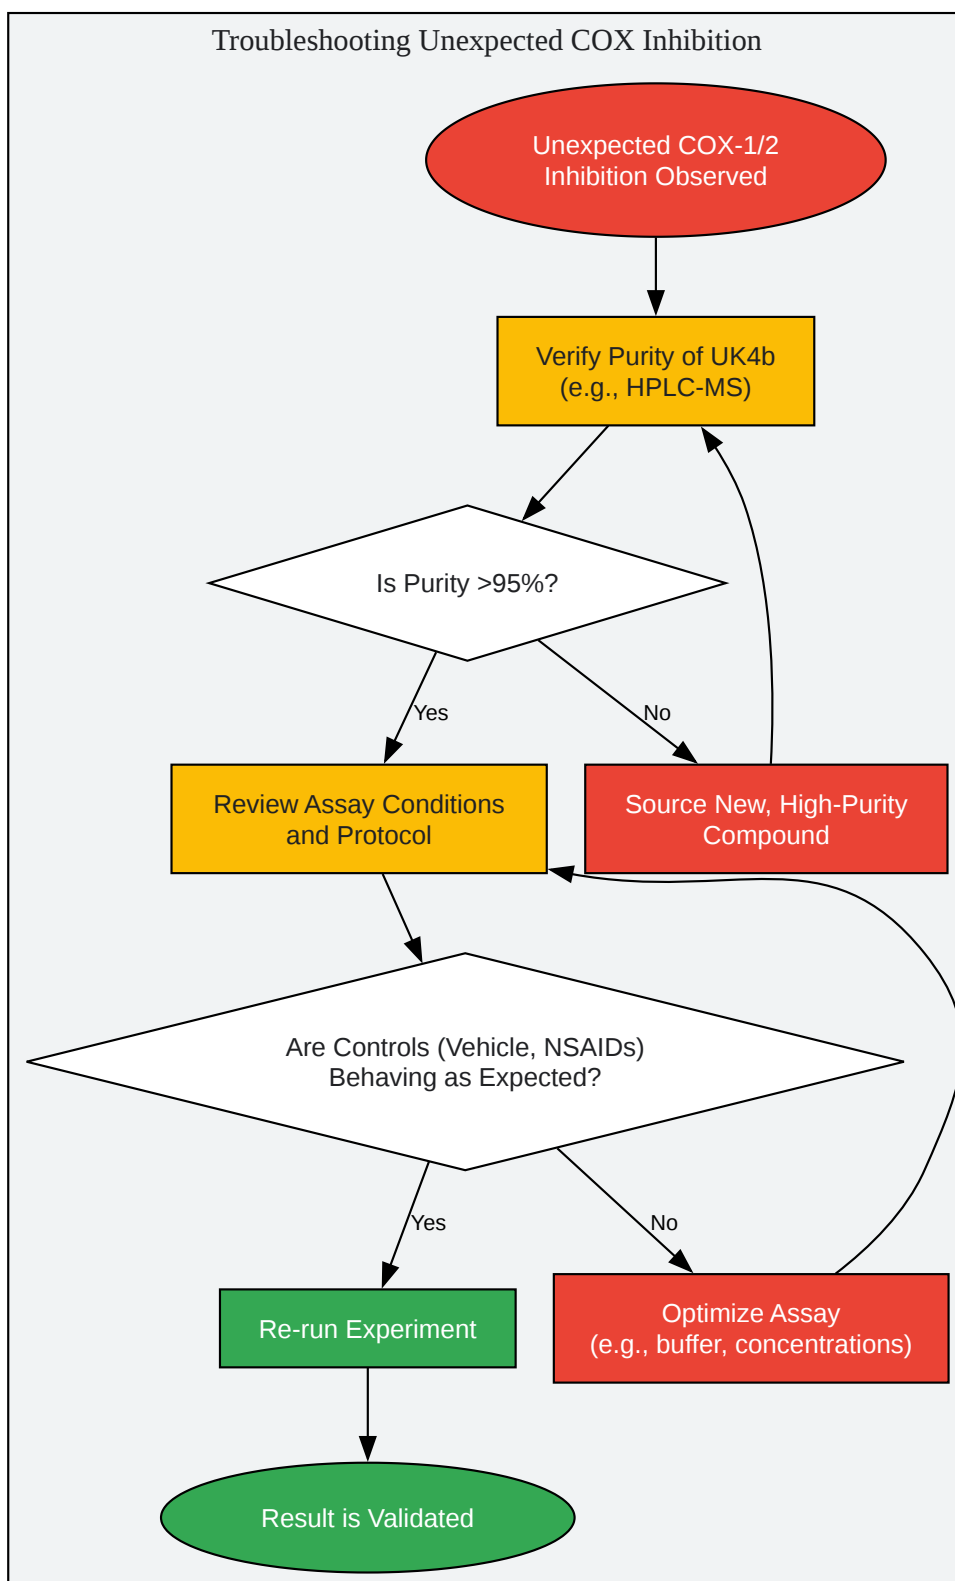 Troubleshooting Unexpected COX Inhibition
Unexpected COX-1/2
Inhibition Observed
Verify Purity of UK4b
(e.g., HPLC-MS)
Is Purity >95%?
Yes
No
Review Assay Conditions
and Protocol
Source New, High-Purity
Compound
Are Controls (Vehicle, NSAIDs)
Behaving as Expected?
Yes
No
Re-run Experiment
Optimize Assay
(e.g., buffer, concentrations)
Result is Validated